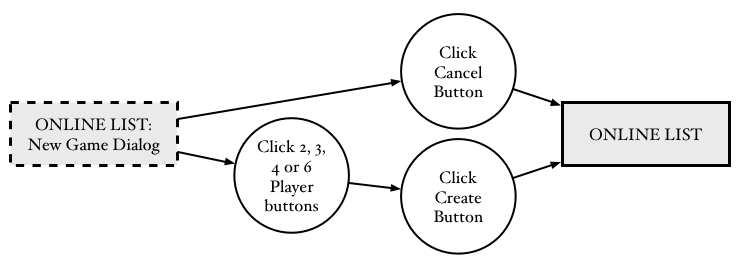 ONLINE LIST:
New Game Dialog
Click 2, 3,
4 or 6
Player
buttons
Click
Cancel
Button
Click
Create
Button
ONLINE LIST